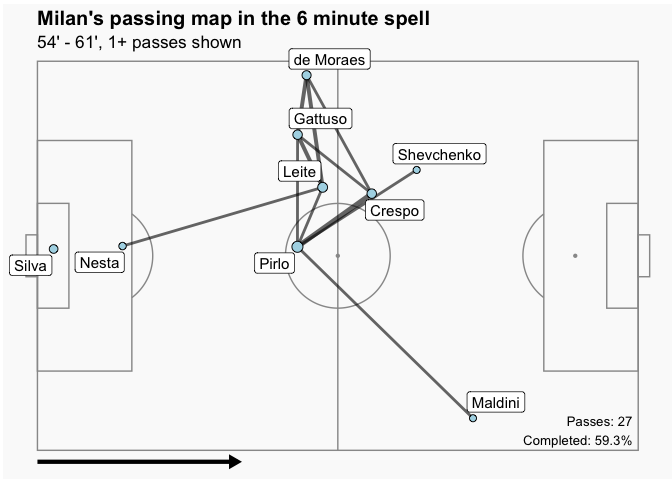 Milan's passing map in the 6 minute spell
54' - 61', 1+ passes shown
de Moraes
Gattuso
Shevchenko
Leite
Crespo
Silva
Nesta
Pirlo
Maldini
Passes: 27
Completed: 59.3%